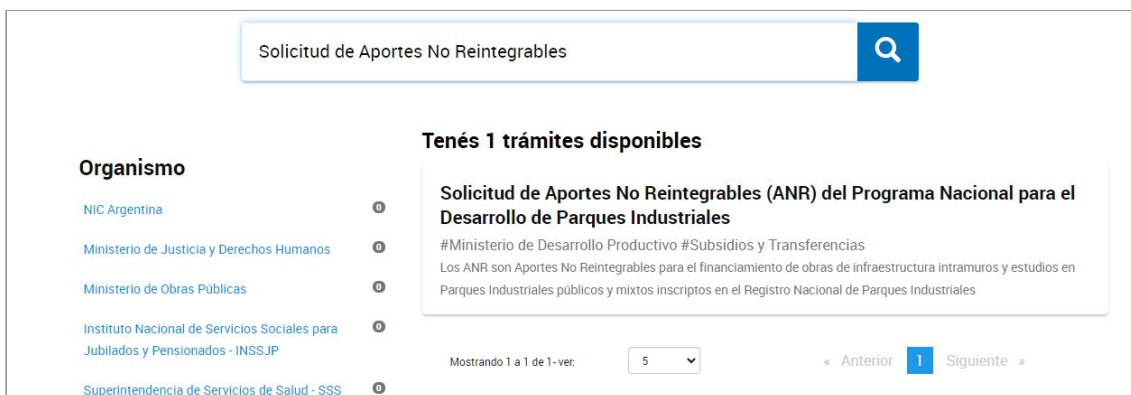 Solicitud de Aportes No Reintegrables
Organismo
NIC Argentina 0
Ministerio de Justicia y Derechos Humanos 0
Ministerio de Obras Públicas 0
Instituto Nacional de Servicios Sociales para 0
Jubilados y Pensionados - INSSJP
Superintendencia de Servicios de Salud - SSS 0
Tenés 1 trámites disponibles
Solicitud de Aportes No Reintegrables (ANR) del Programa Nacional para el
Desarrollo de Parques Industriales
#Ministerio de Desarrollo Productivo #Subsidios y Transferencias
Los ANR son Aportes No Reintegrables para el financiamiento de obras de infraestructura intramuros y estudios en
Parques Industriales públicos y mixtos inscriptos en el Registro Nacional de Parques Industriales
Mostrando 1 a 1 de 1- ver: 5 « Anterior 1 Siguiente »